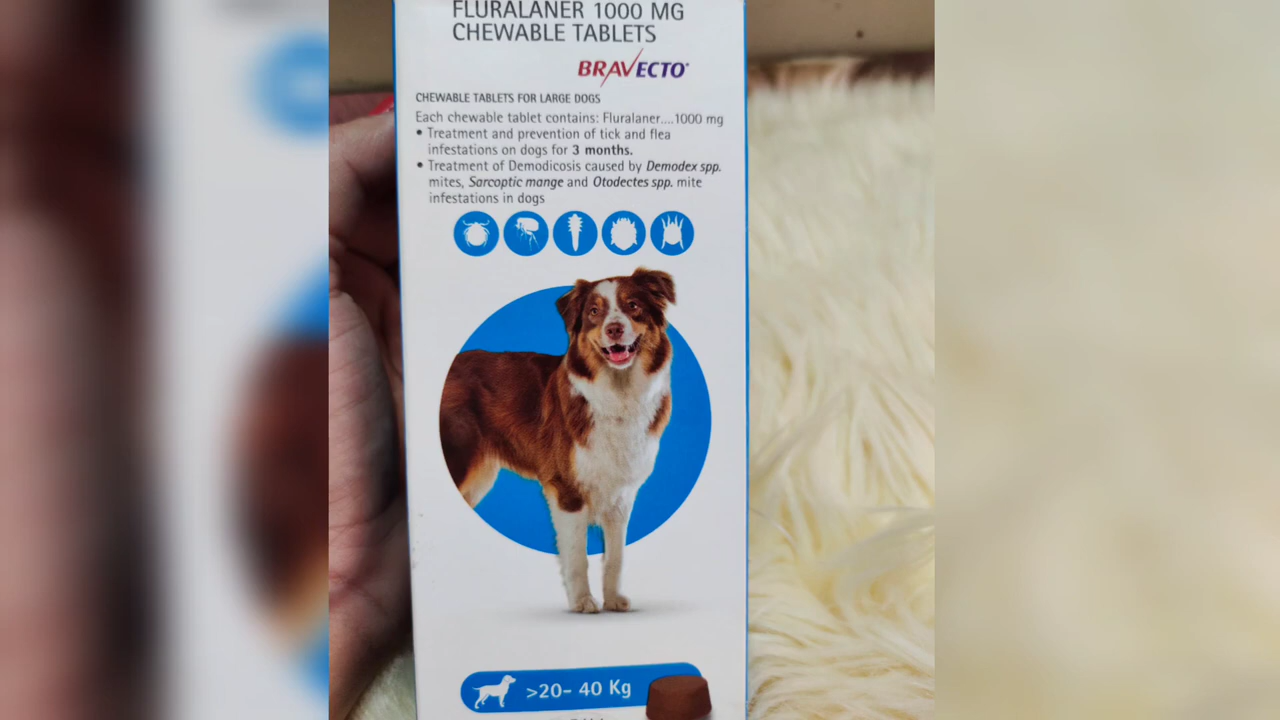 FLURALANER 1000 MG
CHEWABLE TABLETS
BRAVECTO
CHEWABLE TABLETS FOR LARGE DOGS
Each chewable tablet contains: Fluralaner....1000 mg
• Treatment and prevention of tick and flea
infestations on dogs for 3 months.
• Treatment of Demodicosis caused by Demodex spp.
mites, Sarcoptic mange and Otodectes spp. mite
infestations in dogs
>20- 40 Kg